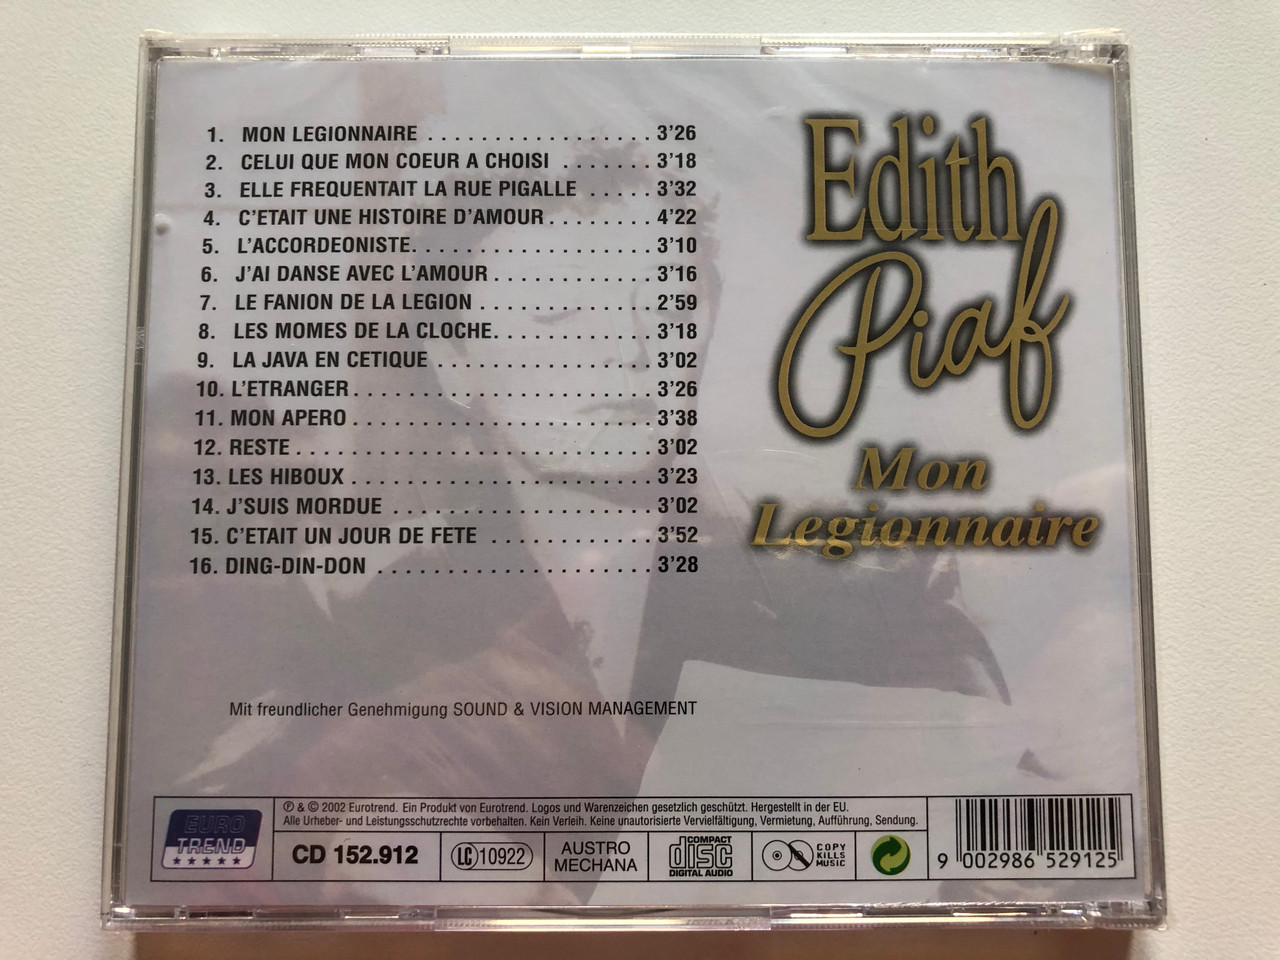 1. MON LEGIONNAIRE . . . . . . . . . . . . . . . . . 3'26
2. CELUI QUE MON COEUR A CHOISI . . . . . . . 3'18
3. ELLE FREQUENTAIT LA RUE PIGALLE . . . . . 3'32
4. C'ETAIT UNE HISTOIRE D'AMOUR . . . . . . . . 4'22
5. L'ACCORDEONISTE. . . . . . . . . . . . . . . . . . 3'10
6. J'AI DANSE AVEC L'AMOUR . . . . . . . . . . . . 3'16
7. LE FANION DE LA LEGION . . . . . . . . . . . . . 2'59
8. LES MOMES DE LA CLOCHE. . . . . . . . . . . . 3'18
9. LA JAVA EN CETIQUE . . . . . . . . . . . . . . . . 3'02
10. L'ETRANGER . . . . . . . . . . . . . . . . . . . . . . 3'26
11. MON APERO . . . . . . . . . . . . . . . . . . . . . . 3'38
12. RESTE . . . . . . . . . . . . . . . . . . . . . . . . . . 3'02
13. LES HIBOUX . . . . . . . . . . . . . . . . . . . . . . 3'23
14. J'SUIS MORDUE . . . . . . . . . . . . . . . . . . . 3'02
15. C'ETAIT UN JOUR DE FETE . . . . . . . . . . . . 3'52
16. DING-DIN-DON . . . . . . . . . . . . . . . . . . . . 3'28
Edith
Piaf
Mon
Legionnaire
Mit freundlicher Genehmigung SOUND & VISION MANAGEMENT
EURO
TREND
℗ & © 2002 Eurotrend. Ein Produkt von Eurotrend. Logos und Warenzeichen gesetzlich geschützt. Hergestellt in der EU.
Alle Urheber- und Leistungsschutzrechte vorbehalten. Kein Verleih. Keine unautorisierte Vervielfältigung, Vermietung, Aufführung, Sendung.
CD 152.912
LC 10922
AUSTRO
MECHANA
COMPACT
disc
DIGITAL AUDIO
COPY
KILLS
MUSIC
9 002986 529125